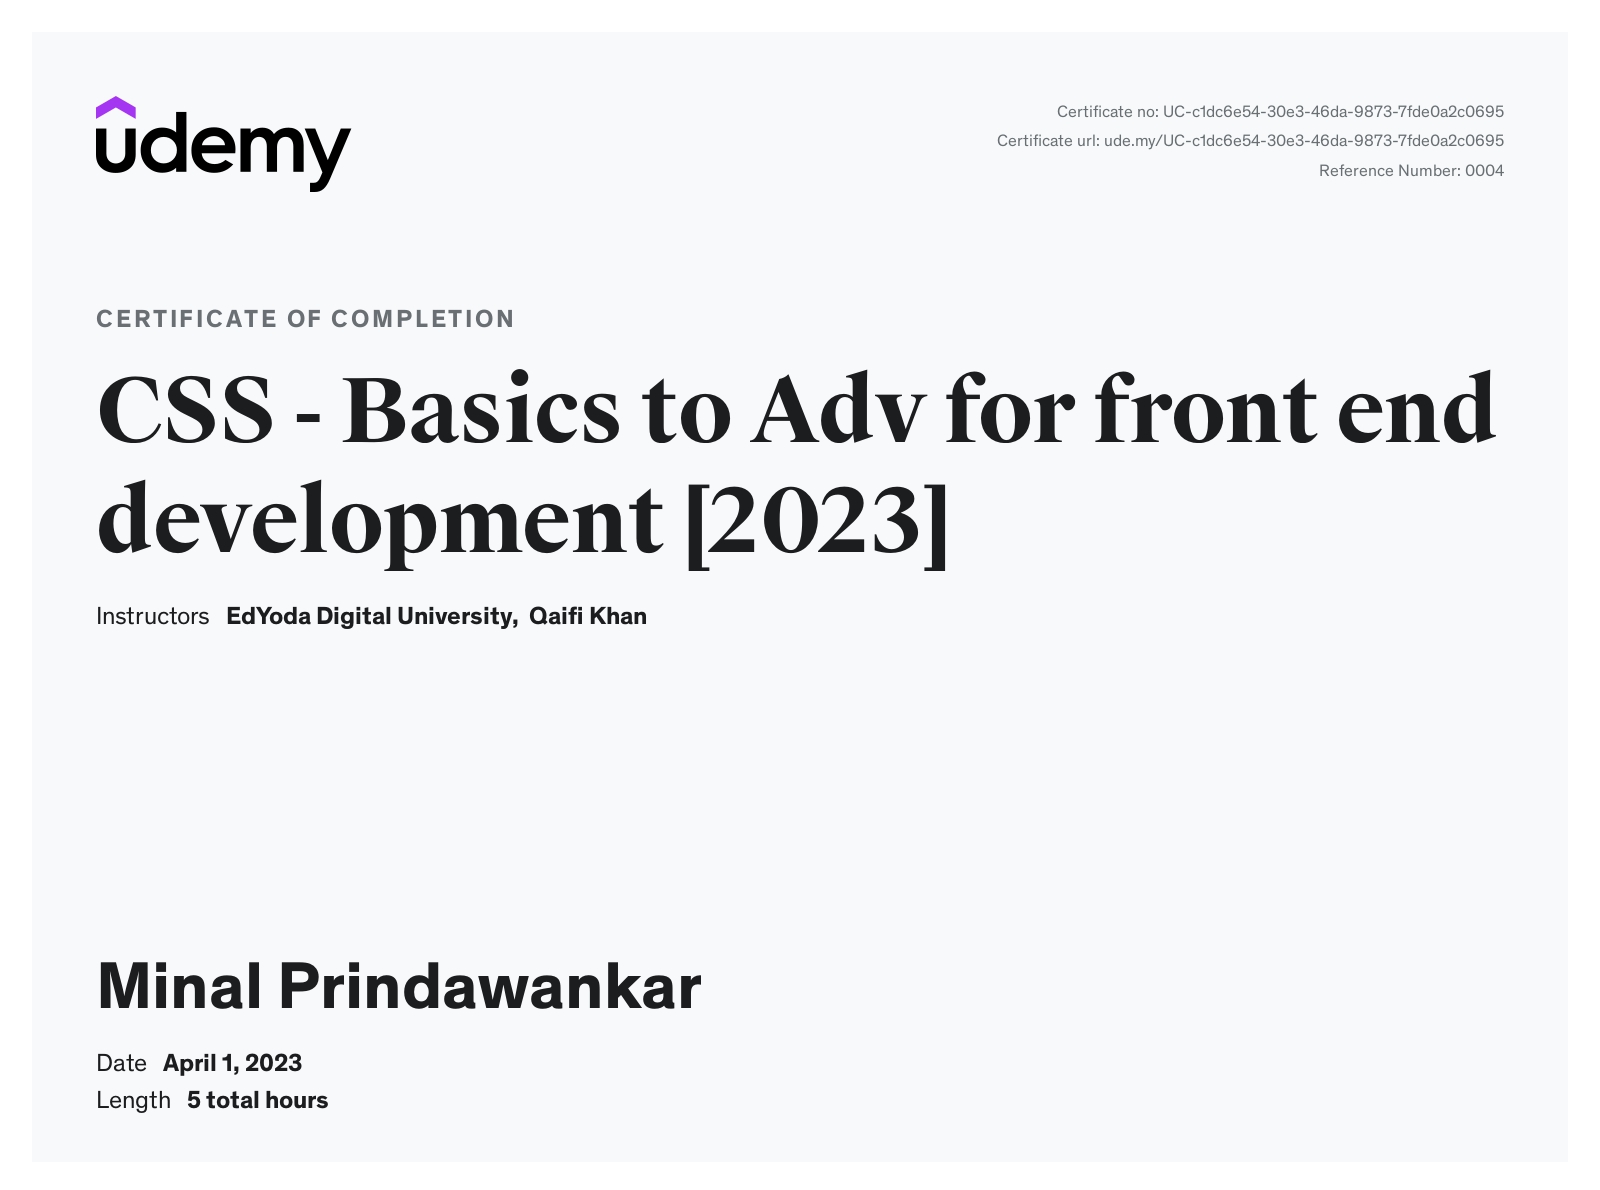 udemy
Certificate no: UC-c1dc6e54-30e3-46da-9873-7fde0a2c0695
Certificate url: ude.my/UC-c1dc6e54-30e3-46da-9873-7fde0a2c0695
Reference Number: 0004
CERTIFICATE OF COMPLETION
CSS - Basics to Adv for front end
development [2023]
Instructors EdYoda Digital University, Qaifi Khan
Minal Prindawankar
Date April 1, 2023
Length 5 total hours